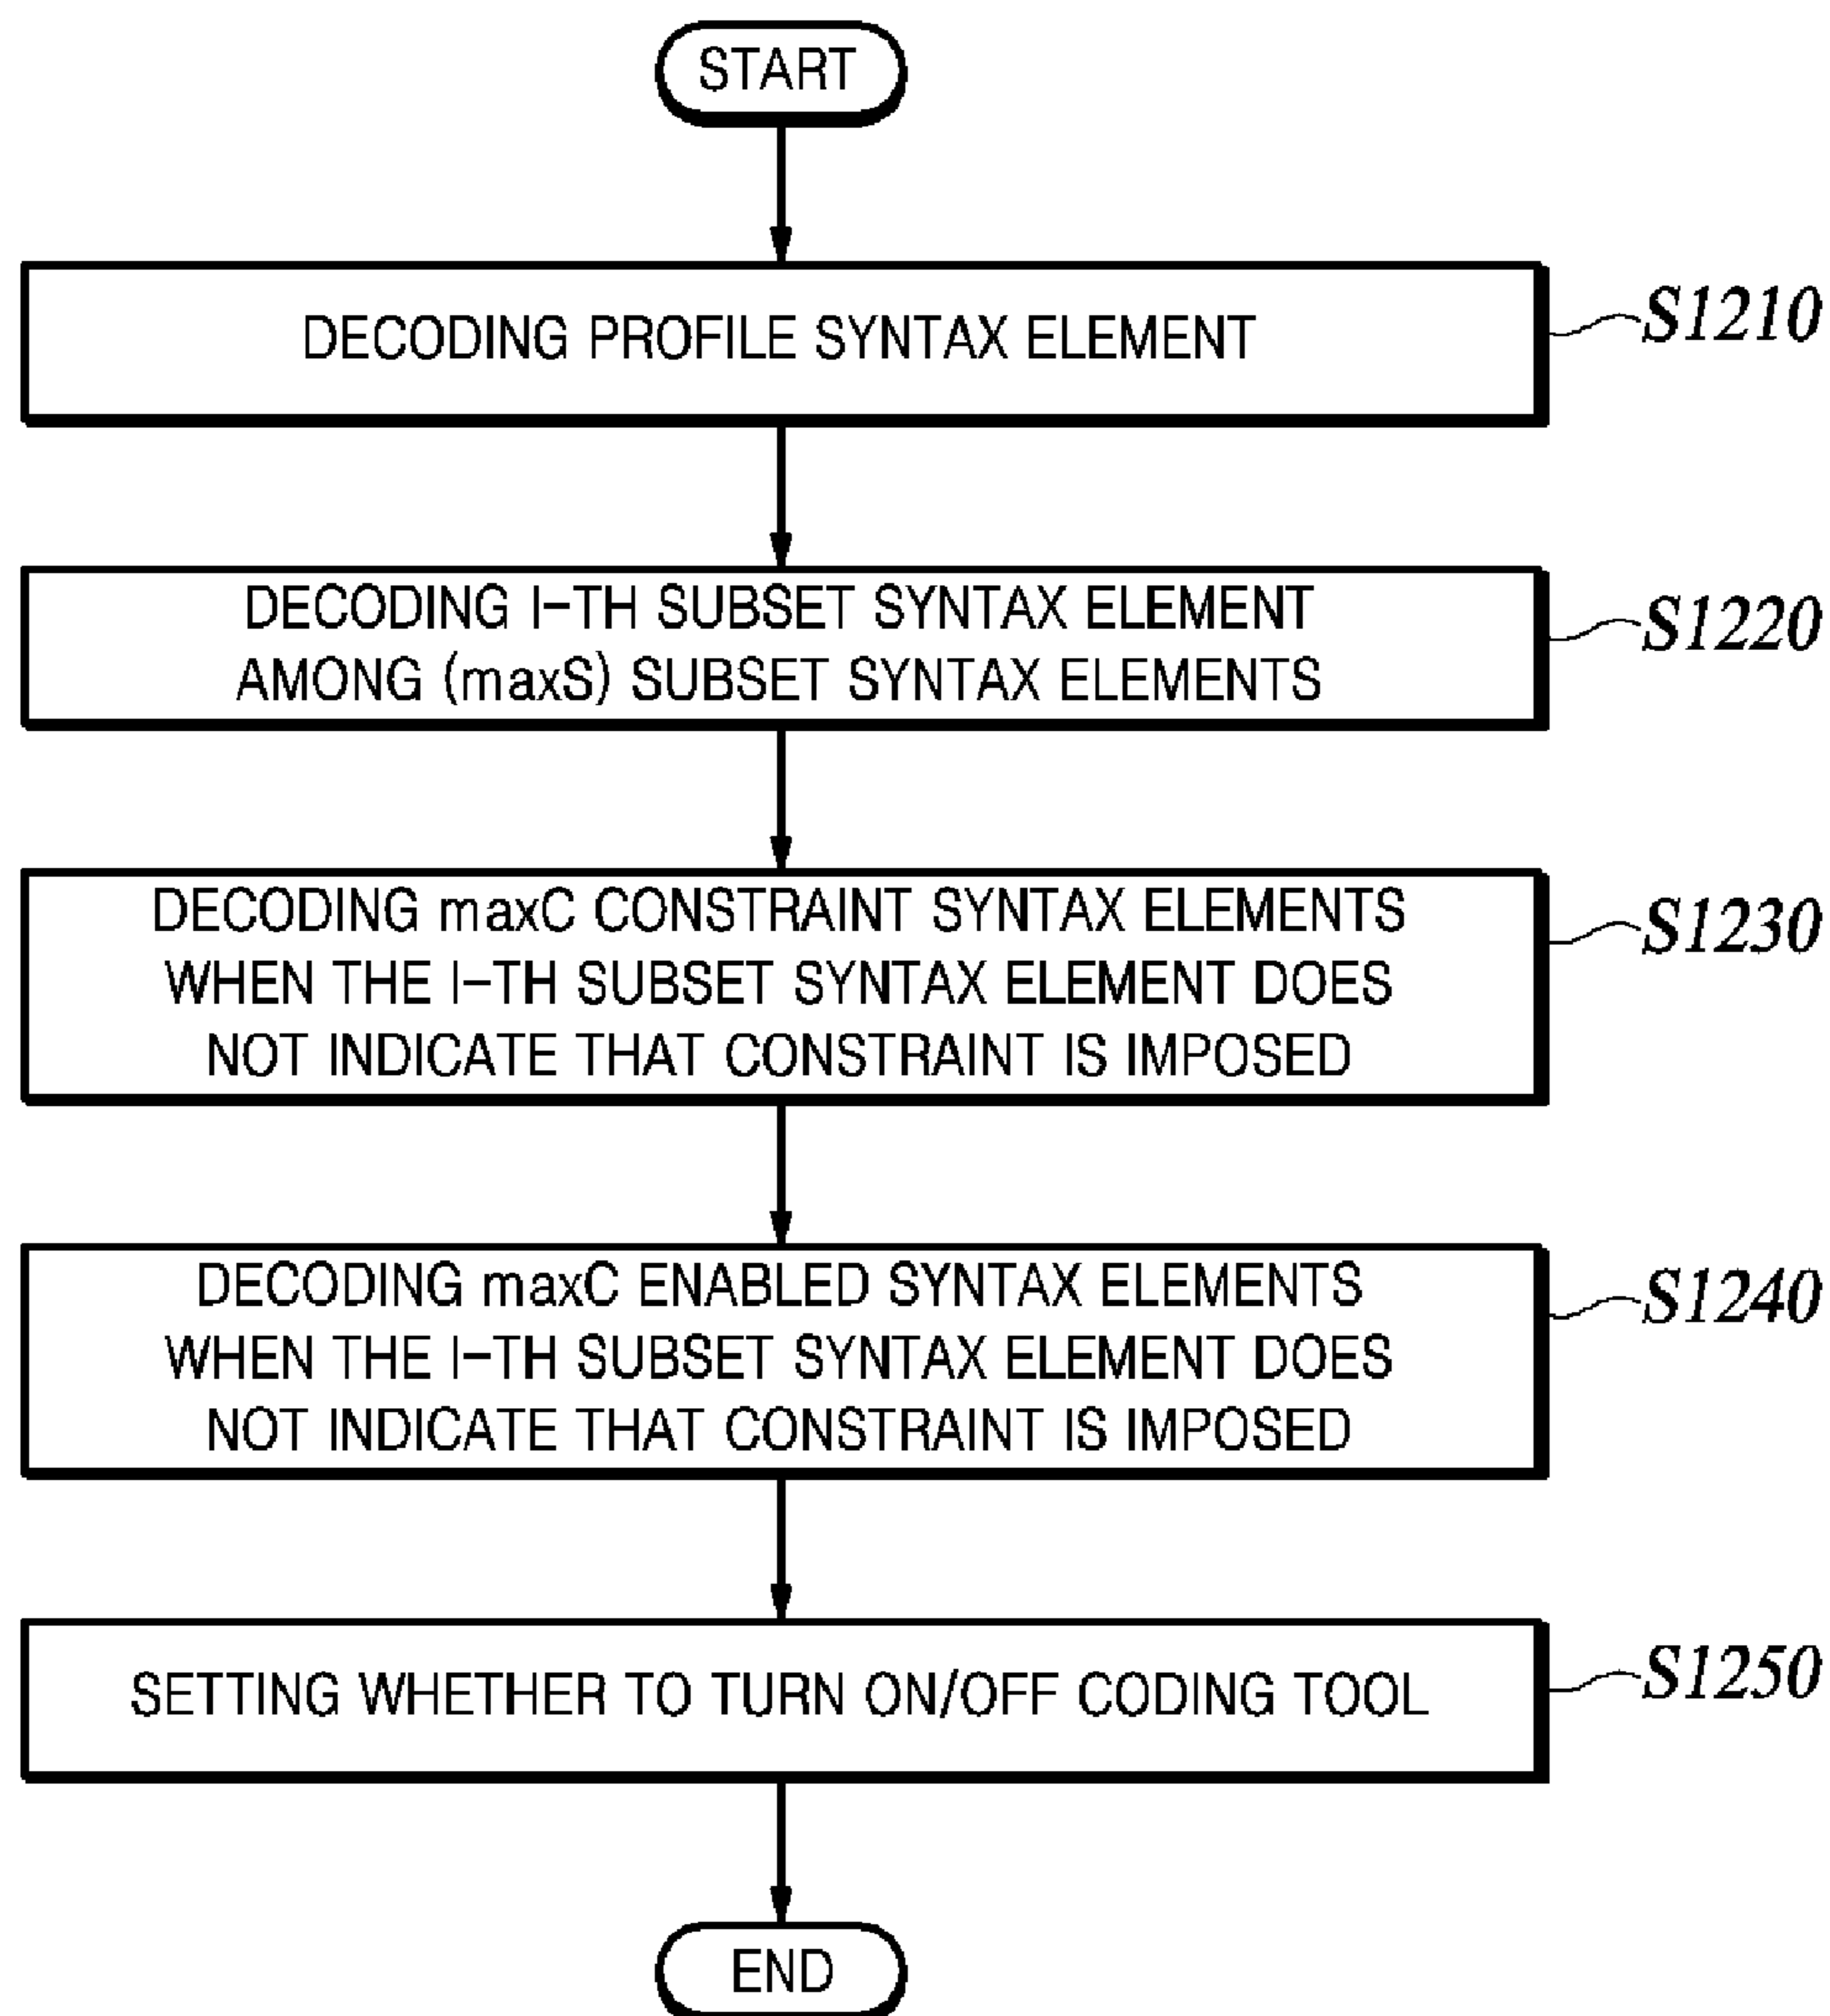 START
DECODING PROFILE SYNTAX ELEMENT
S1210
DECODING I-TH SUBSET SYNTAX ELEMENT
AMONG (maxS) SUBSET SYNTAX ELEMENTS
S1220
DECODING maxC CONSTRAINT SYNTAX ELEMENTS
WHEN THE I-TH SUBSET SYNTAX ELEMENT DOES
NOT INDICATE THAT CONSTRAINT IS IMPOSED
S1230
DECODING maxC ENABLED SYNTAX ELEMENTS
WHEN THE I-TH SUBSET SYNTAX ELEMENT DOES
NOT INDICATE THAT CONSTRAINT IS IMPOSED
S1240
SETTING WHETHER TO TURN ON/OFF CODING TOOL
S1250
END